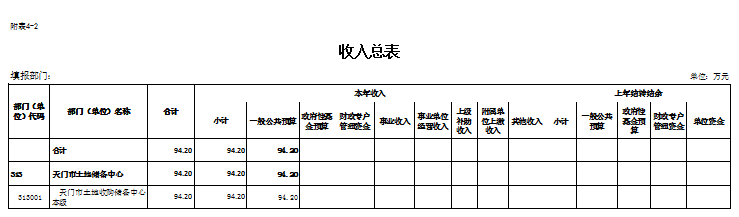 附表4-2
收入总表
填报部门: 单位: 万元
部门（单位）代码 部门（单位）名称 合计 本年收入 上年结转结余
小计 一般公共预算 政府性基金预算 财政专户管理资金 事业收入 事业单位经营收入 上级补助收入 附属单位上缴收入 其他收入 小计 一般公共预算 政府性基金预算 财政专户管理资金 单位资金
合计 94.20 94.20 94.20
313 天门市土地储备中心 94.20 94.20 94.20
313001 天门市土地收购储备中心本级 94.20 94.20 94.20